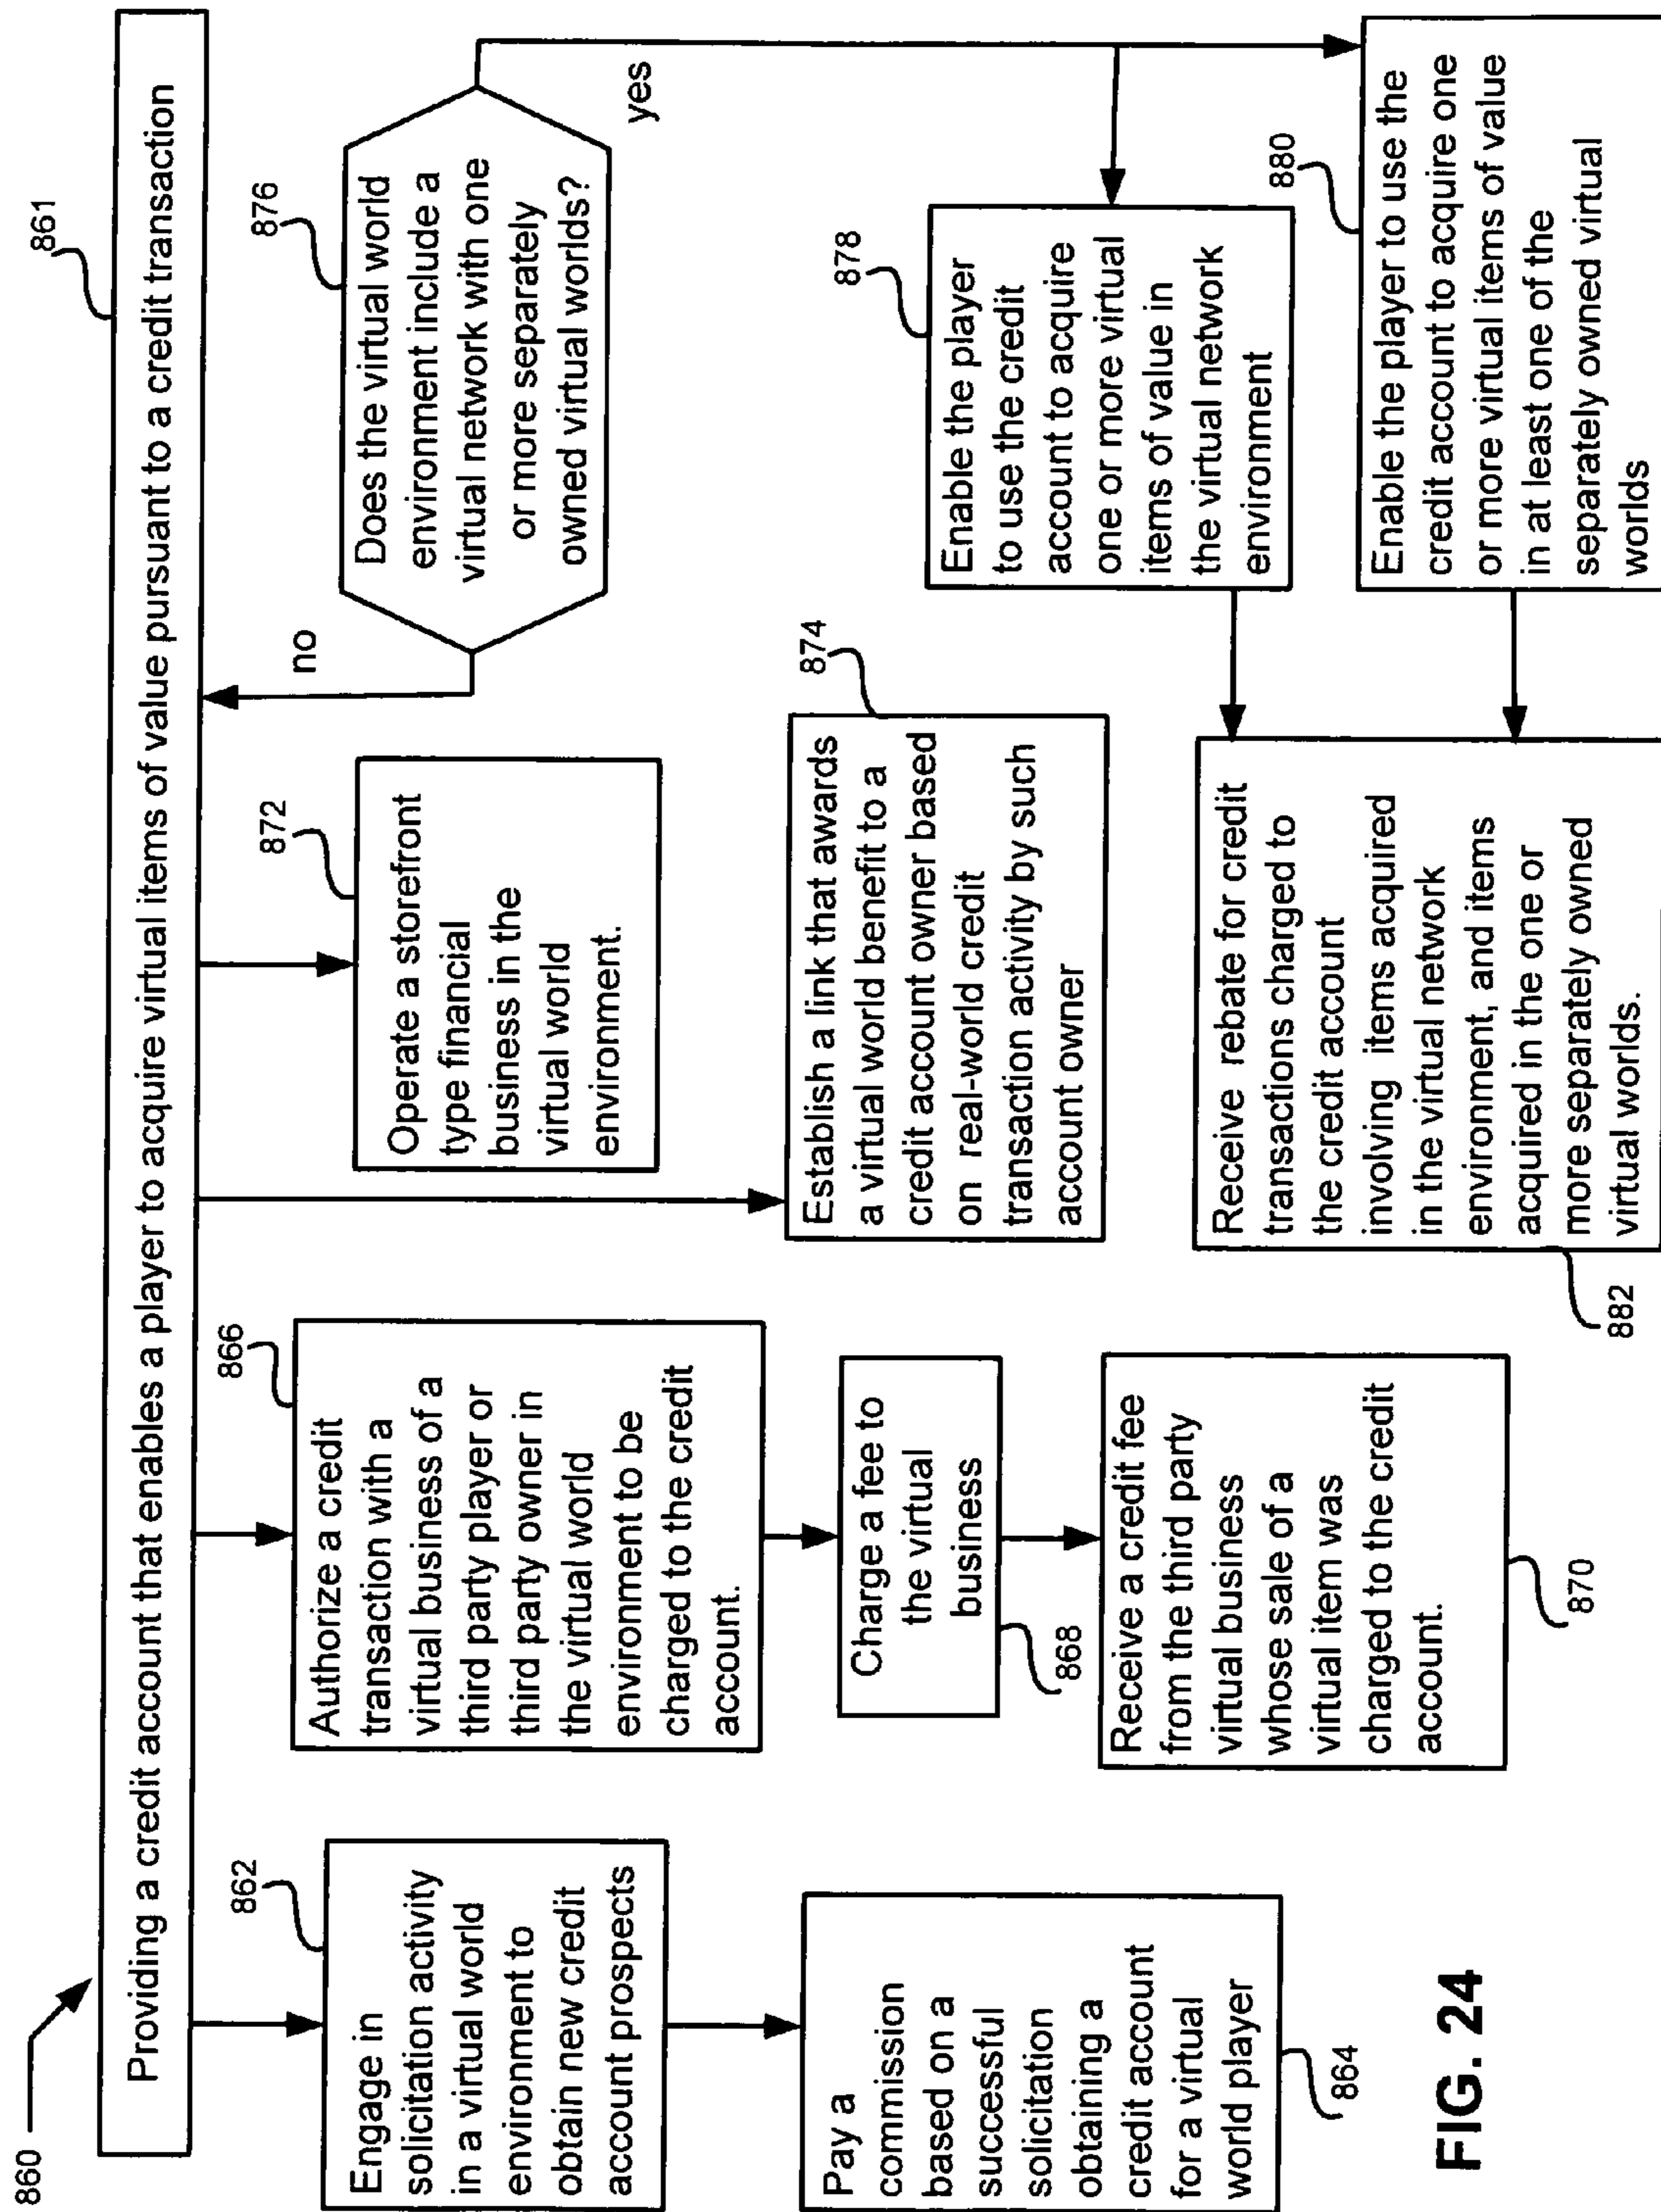 860
861
Providing a credit account that enables a player to acquire virtual items of value pursuant to a credit transaction
862
Engage in
solicitation activity
in a virtual world
environment to
obtain new credit
account prospects
Pay a
commission
based on a
successful
solicitation
obtaining a
credit account
for a virtual
world player
864
866
Authorize a credit
transaction with a
virtual business of a
third party player or
third party owner in
the virtual world
environment to be
charged to the credit
account.
Charge a fee to
the virtual
business
868
Receive a credit fee
from the third party
virtual business
whose sale of a
virtual item was
charged to the credit
account.
870
872
Operate a storefront
type financial
business in the
virtual world
environment.
874
Establish a link that awards
a virtual world benefit to a
credit account owner based
on real-world credit
transaction activity by such
account owner
no
876
Does the virtual world
environment include a
virtual network with one
or more separately
owned virtual worlds?
yes
878
Enable the player
to use the credit
account to acquire
one or more virtual
items of value in
the virtual network
environment
880
Enable the player to use the
credit account to acquire one
or more virtual items of value
in at least one of the
separately owned virtual
worlds
Receive rebate for credit
transactions charged to
the credit account
involving items acquired
in the virtual network
environment, and items
acquired in the one or
more separately owned
virtual worlds.
882
FIG. 24